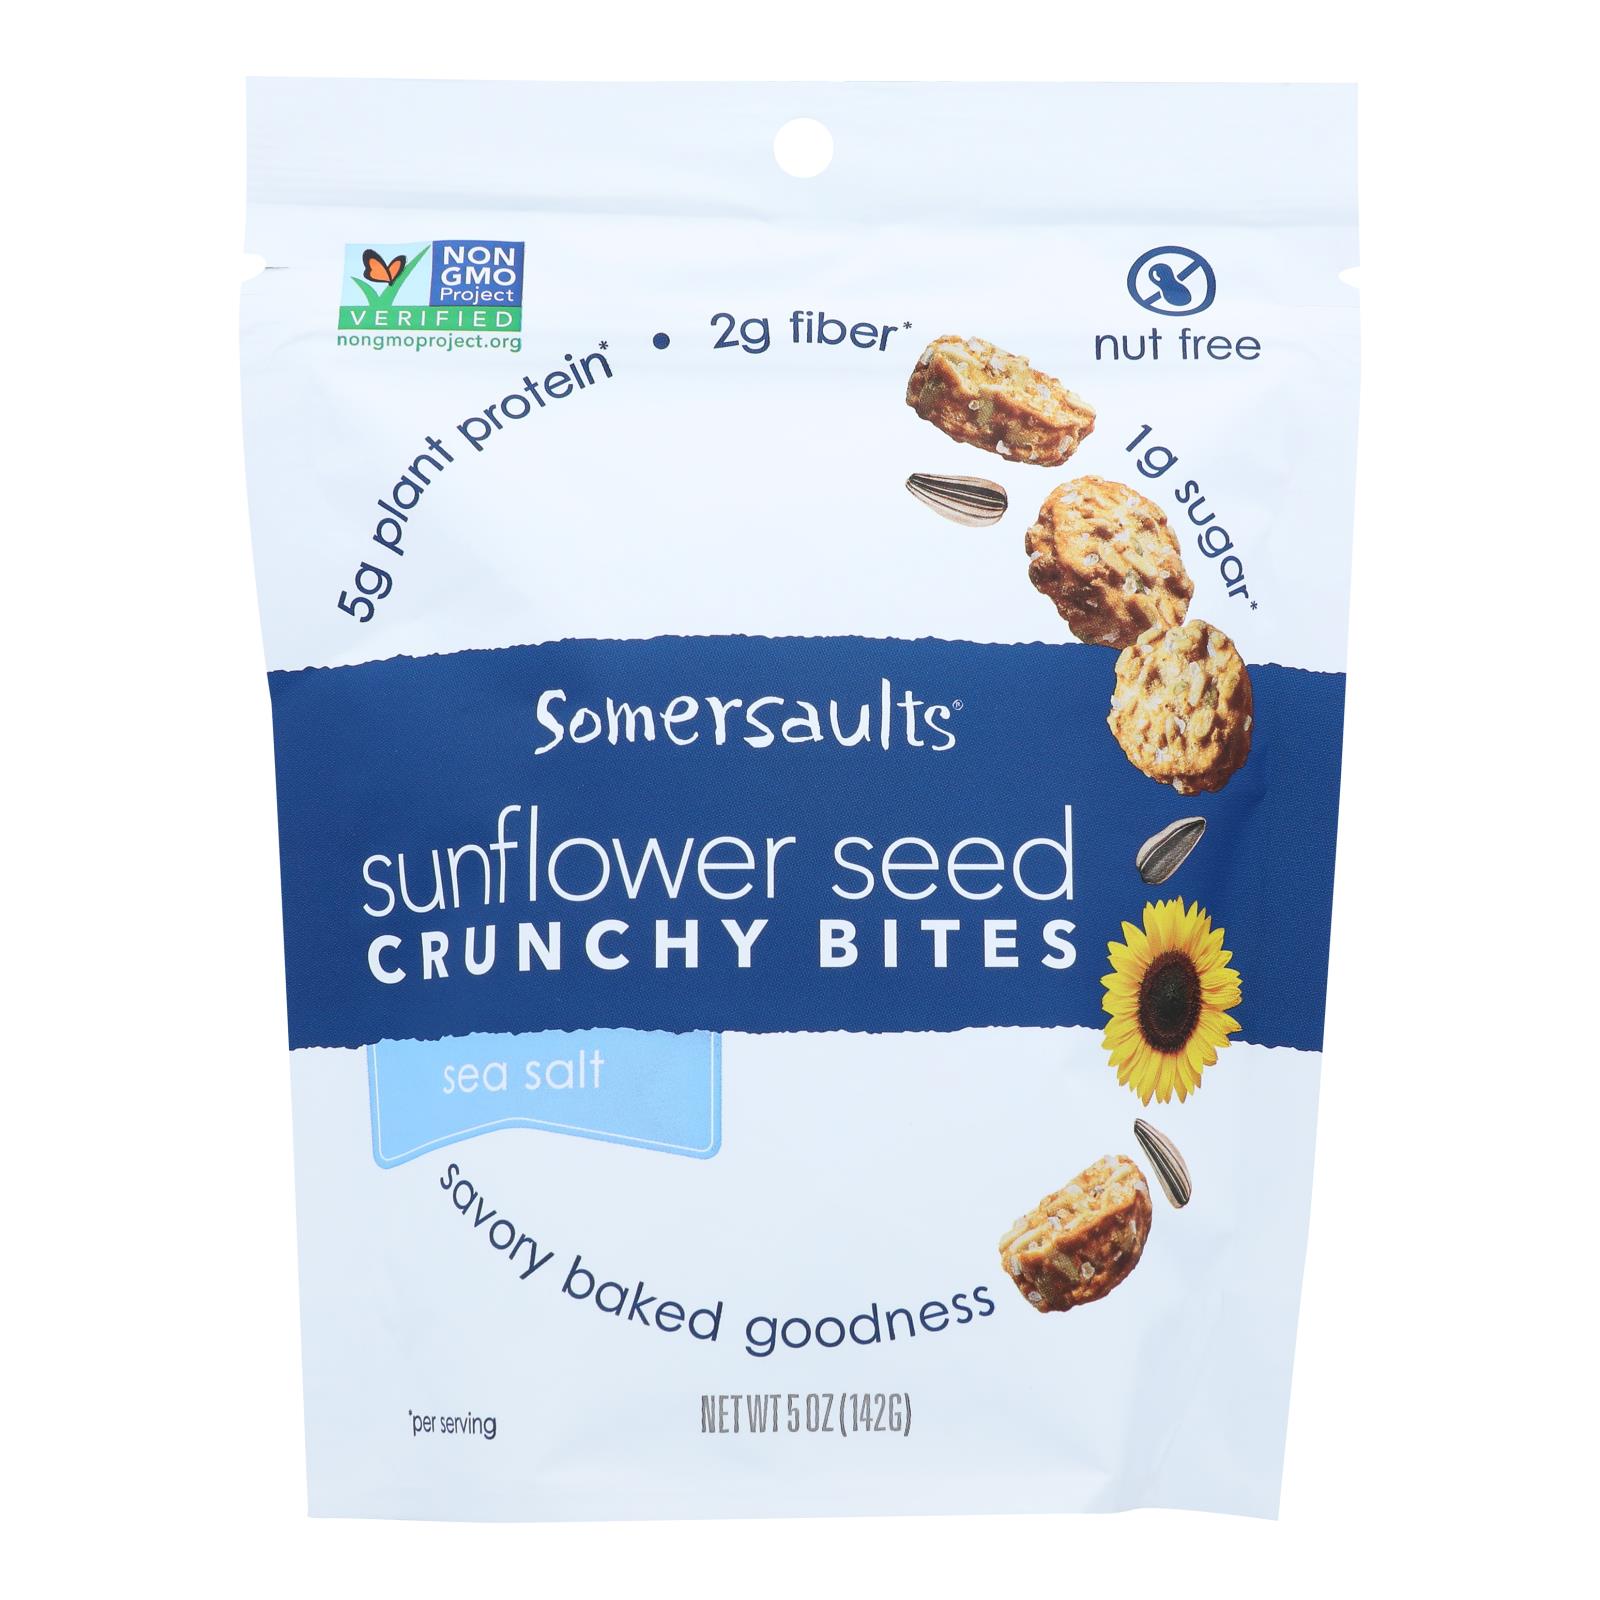 NON
GMO
Project
VERIFIED
nongmoproject.org
nut free
5g plant protein* • 2g fiber*
1g sugar*
Somersaults®
sunflower seed
CRUNCHY BITES
sea salt
savory baked goodness
*per serving
NET WT 5 OZ (142G)